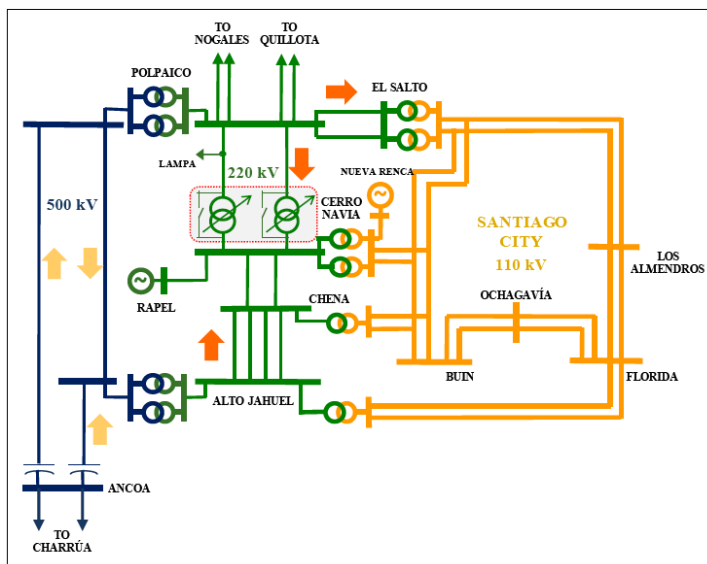 TO
NOGALES
TO
QUILLOTA
POLPAICO
EL SALTO
LAMPA
220 kV
NUEVA RENCA
500 kV
CERRO
NAVIA
SANTIAGO
CITY
110 kV
LOS
ALMENDROS
RAPEL
CHENA
OCHAGAVÍA
BUIN
FLORIDA
ALTO JAHUEL
ANCOA
TO
CHARRÚA